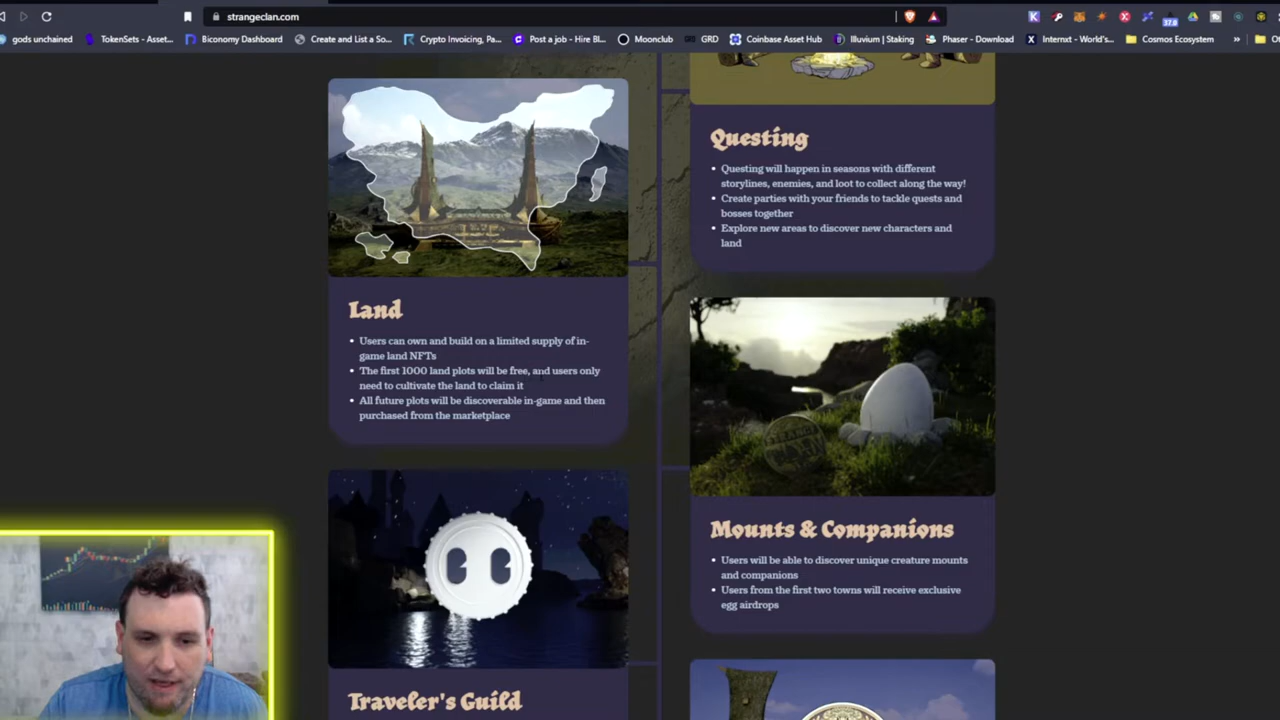 strangeclan.com
gods unchained
TokenSets - Asset...
Biconomy Dashboard
Create and List a So...
Crypto Invoicing, Pa...
Post a job - Hire Bl...
Moonclub
GRD
Coinbase Asset Hub
Illuvium | Staking
Phaser - Download
Internxt - World's...
Cosmos Ecosystem
»
Land
• Users can own and build on a limited supply of in-
game land NFTs
• The first 1000 land plots will be free, and users only
need to cultivate the land to claim it
• All future plots will be discoverable in-game and then
purchased from the marketplace
Traveler's Guild
Questing
• Questing will happen in seasons with different
storylines, enemies, and loot to collect along the way!
• Create parties with your friends to tackle quests and
bosses together
• Explore new areas to discover new characters and
land
Mounts & Companions
• Users will be able to discover unique creature mounts
and companions
• Users from the first two towns will receive exclusive
egg airdrops